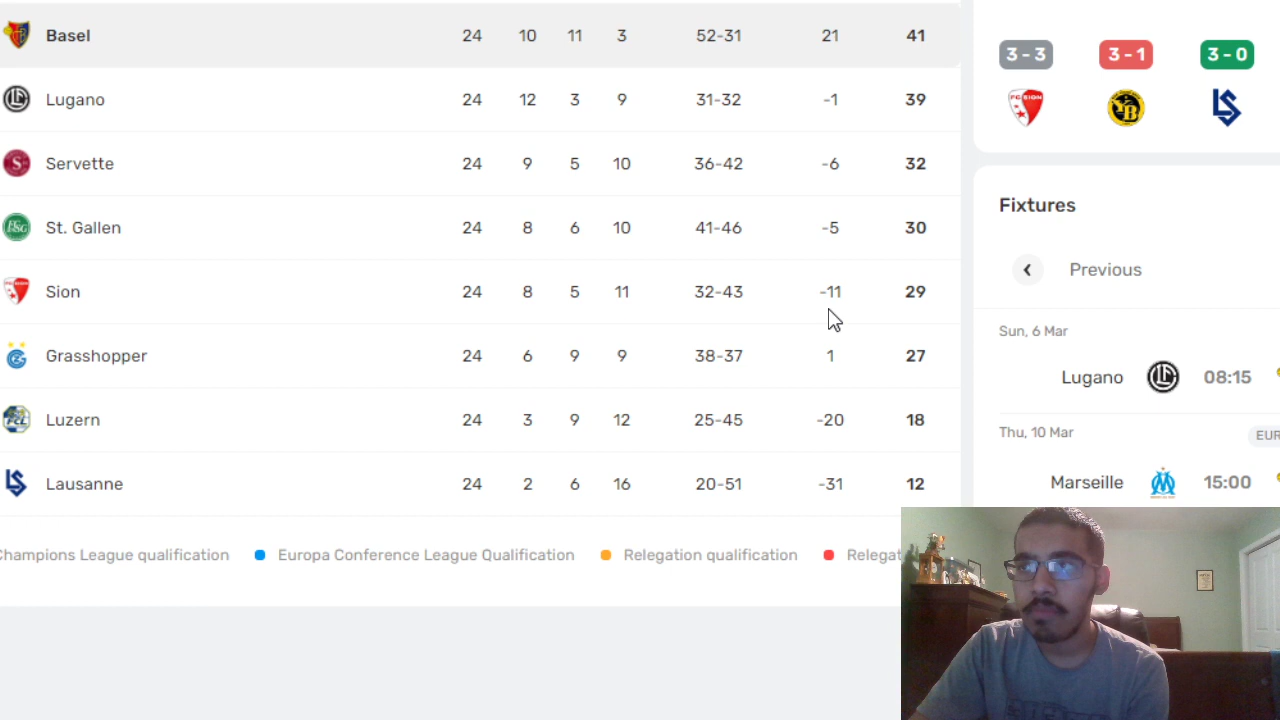 Basel 24 10 11 3 52-31 21 41
Lugano 24 12 3 9 31-32 -1 39
Servette 24 9 5 10 36-42 -6 32
St. Gallen 24 8 6 10 41-46 -5 30
Sion 24 8 5 11 32-43 -11 29
Grasshopper 24 6 9 9 38-37 1 27
Luzern 24 3 9 12 25-45 -20 18
Lausanne 24 2 6 16 20-51 -31 12
Champions League qualification Europa Conference League Qualification Relegation qualification Relegat
3 - 3 3 - 1 3 - 0
FC SION
Fixtures
Previous
Sun, 6 Mar
Lugano 08:15
Thu, 10 Mar EUR
Marseille 15:00